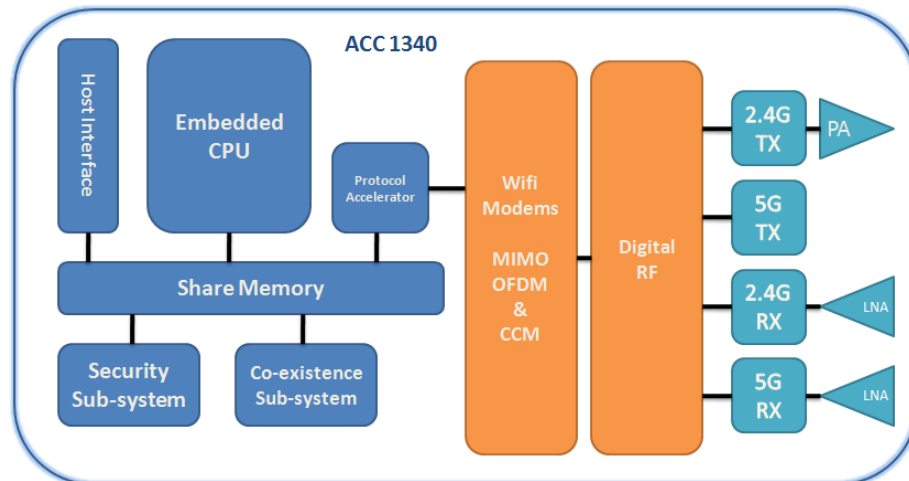 ACC 1340
Host Interface
Embedded
CPU
Protocol
Accelerator
Share Memory
Security
Sub-system
Co-existence
Sub-system
Wifi
Modems
MIMO
OFDM
&
CCM
Digital
RF
2.4G
TX
PA
5G
TX
2.4G
RX
LNA
5G
RX
LNA